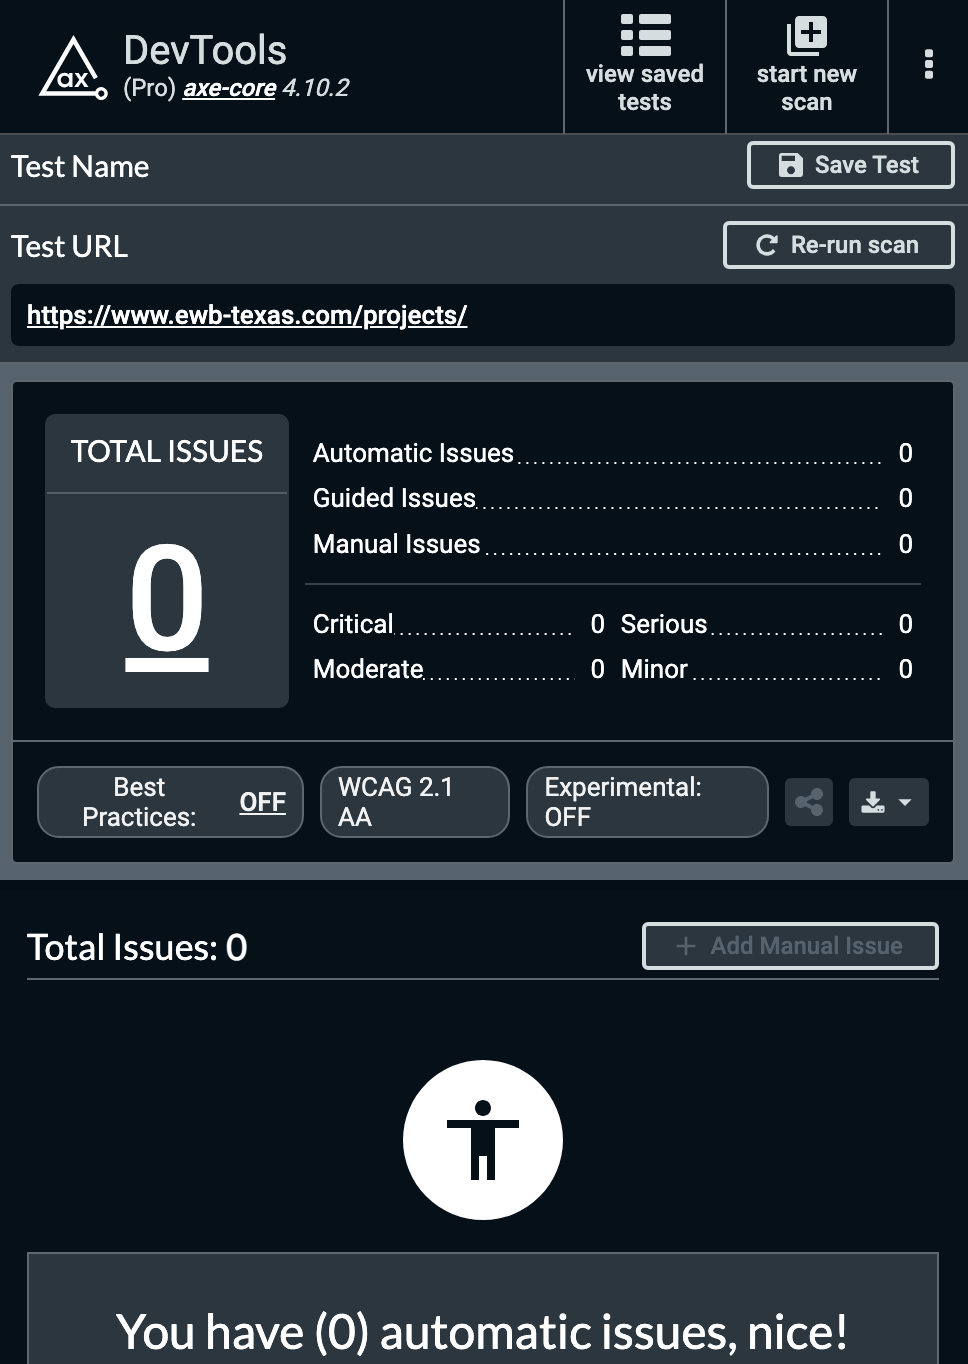 ax DevTools
(Pro) axe-core 4.10.2
view saved tests
start new scan
Test Name
Save Test
Test URL
Re-run scan
https://www.ewb-texas.com/projects/
TOTAL ISSUES
0
Automatic Issues 0
Guided Issues 0
Manual Issues 0
Critical 0 Serious 0
Moderate 0 Minor 0
Best Practices: OFF
WCAG 2.1 AA
Experimental: OFF
Total Issues: 0
+ Add Manual Issue
You have (0) automatic issues, nice!